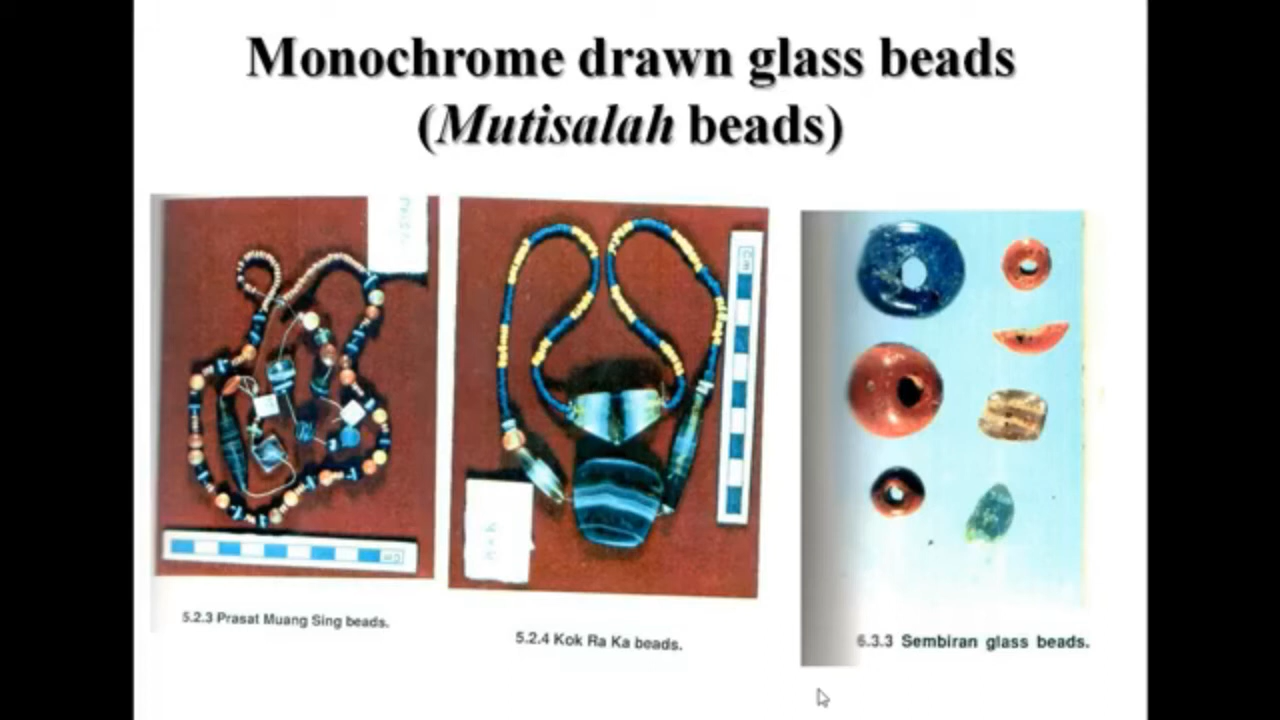 Monochrome drawn glass beads
(Mutisalah beads)
5.2.3 Prasat Muang Sing beads.
5.2.4 Kok Ra Ka beads.
6.3.3 Sembiran glass beads.